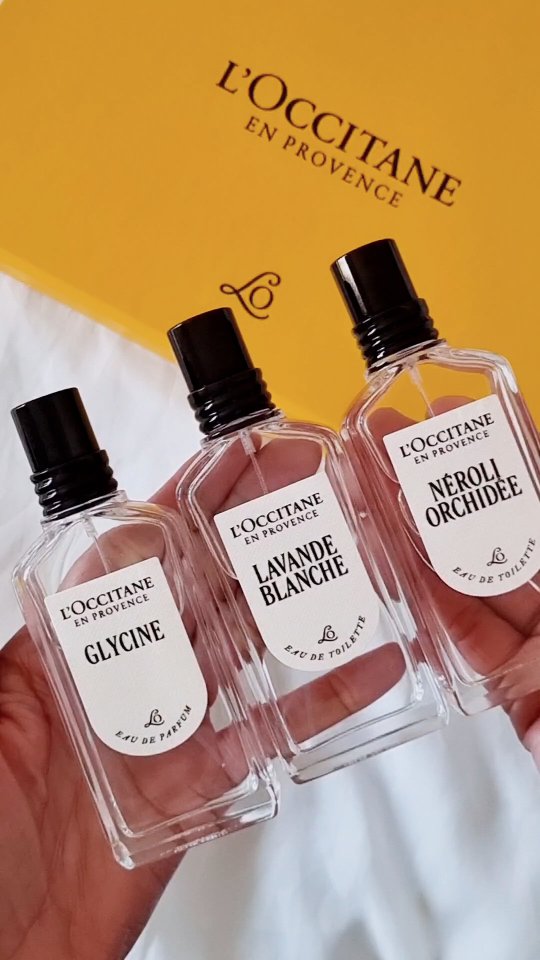 L'OCCITANE
EN PROVENCE
LO
L'OCCITANE
EN PROVENCE
GLYCINE
LO
EAU DE PARFUM
L'OCCITANE
EN PROVENCE
LAVANDE
BLANCHE
LO
EAU DE TOILETTE
L'OCCITANE
EN PROVENCE
NÉROLI
ORCHIDÉE
LO
EAU DE TOILETTE